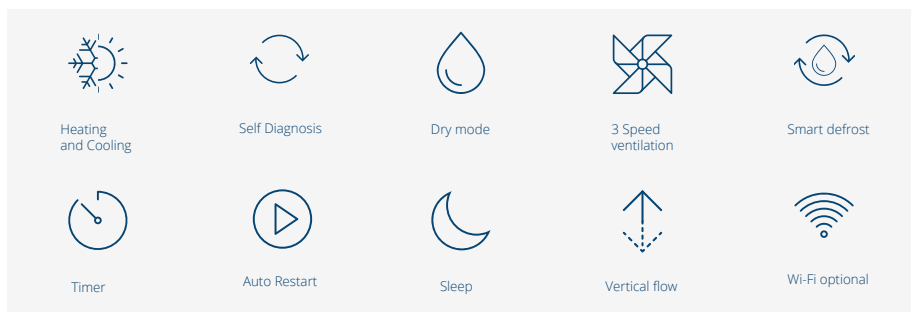 Heating
and Cooling
Self Diagnosis
Dry mode
3 Speed
ventilation
Smart defrost
Timer
Auto Restart
Sleep
Vertical flow
Wi-Fi optional